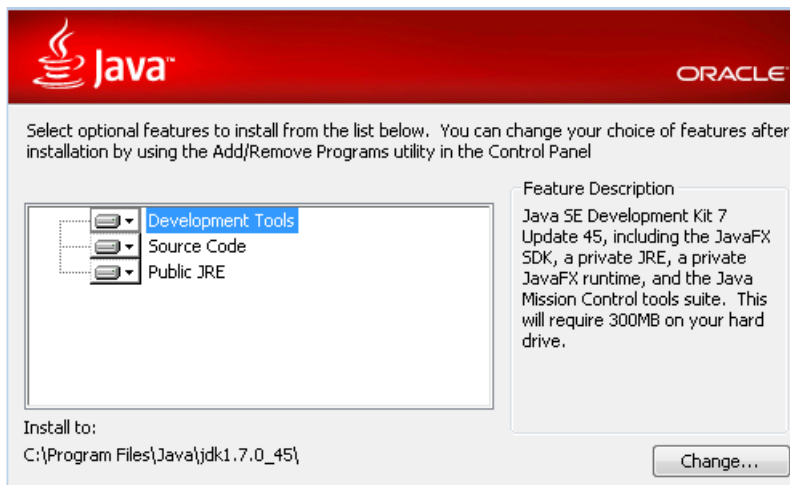 Java™
ORACLE
Select optional features to install from the list below. You can change your choice of features after
installation by using the Add/Remove Programs utility in the Control Panel
Development Tools
Source Code
Public JRE
Feature Description
Java SE Development Kit 7
Update 45, including the JavaFX
SDK, a private JRE, a private
JavaFX runtime, and the Java
Mission Control tools suite. This
will require 300MB on your hard
drive.
Install to:
C:\Program Files\Java\jdk1.7.0_45\
Change...